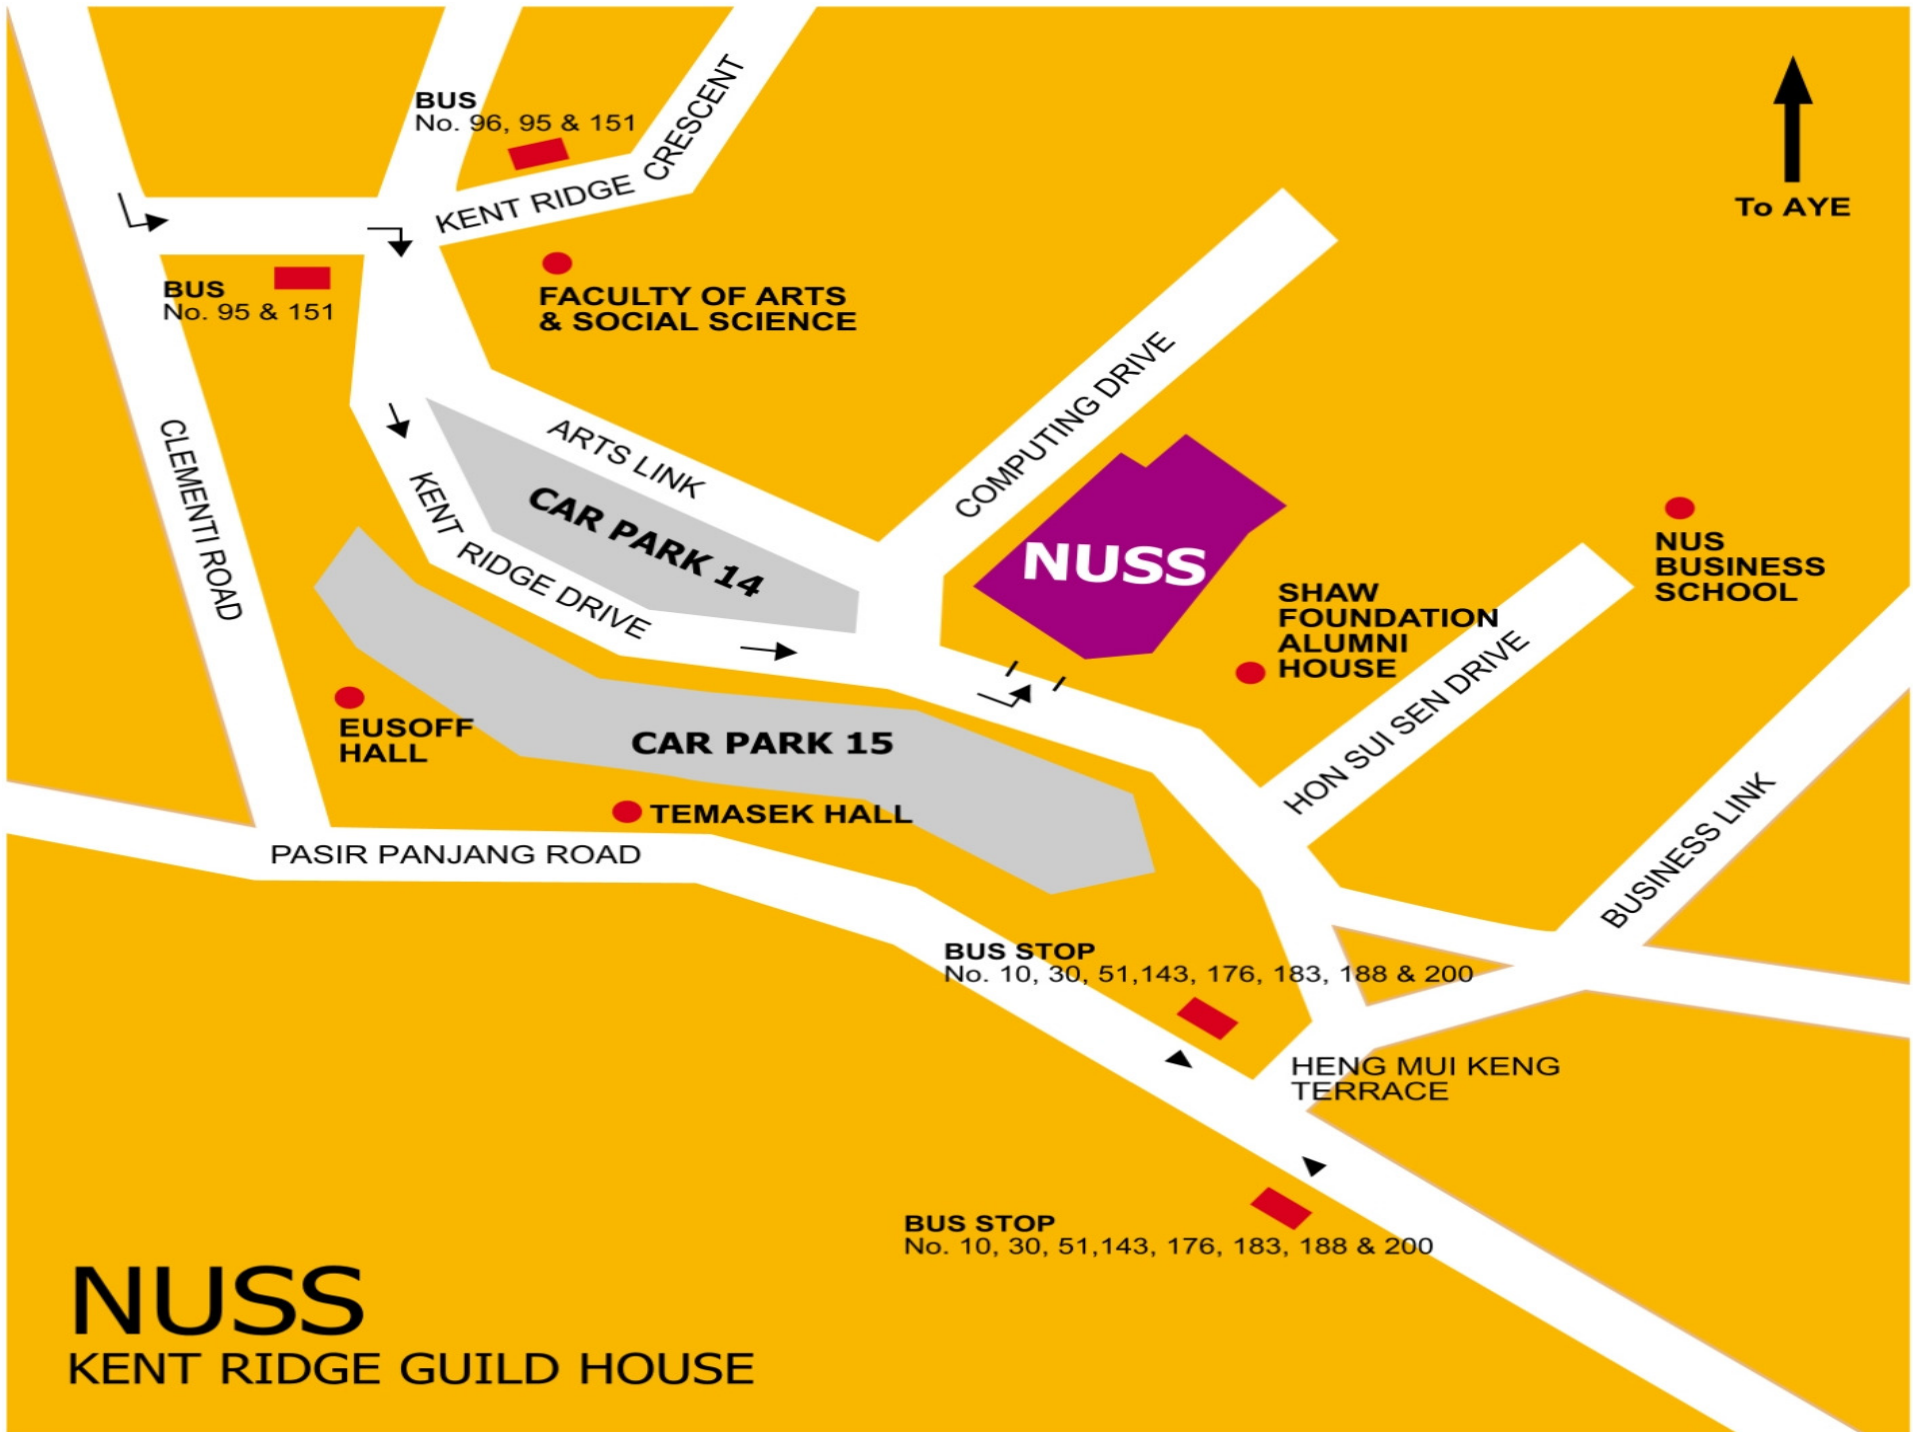 BUS
No. 96, 95 & 151
KENT RIDGE CRESCENT
To AYE
BUS
No. 95 & 151
FACULTY OF ARTS
& SOCIAL SCIENCE
COMPUTING DRIVE
CLEMENTI ROAD
ARTS LINK
CAR PARK 14
KENT RIDGE DRIVE
NUSS
NUS
BUSINESS
SCHOOL
SHAW
FOUNDATION
ALUMNI
HOUSE
HON SUI SEN DRIVE
EUSOFF
HALL
CAR PARK 15
TEMASEK HALL
PASIR PANJANG ROAD
BUSINESS LINK
BUS STOP
No. 10, 30, 51,143, 176, 183, 188 & 200
HENG MUI KENG
TERRACE
BUS STOP
No. 10, 30, 51,143, 176, 183, 188 & 200
NUSS
KENT RIDGE GUILD HOUSE